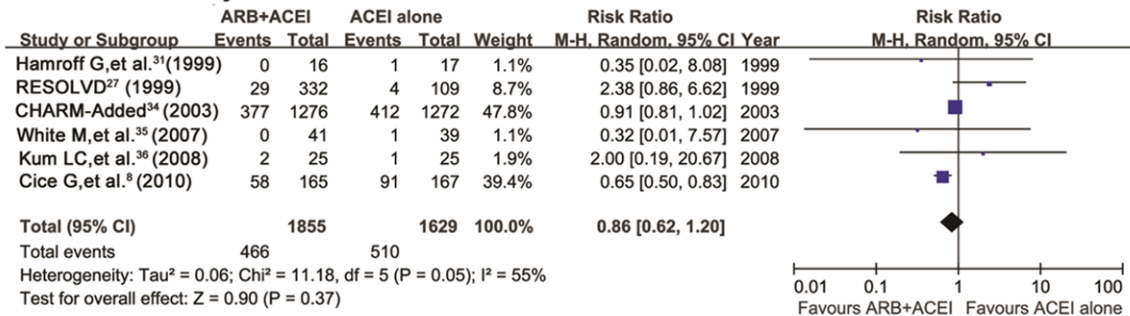 ARB+ACEI ACEI alone Risk Ratio Risk Ratio
Study or Subgroup Events Total Events Total Weight M-H, Random, 95% CI Year M-H, Random, 95% CI
Hamroff G,et al.³¹(1999) 0 16 1 17 1.1% 0.35 [0.02, 8.08] 1999
RESOLVD²⁷ (1999) 29 332 4 109 8.7% 2.38 [0.86, 6.62] 1999
CHARM-Added³⁴ (2003) 377 1276 412 1272 47.8% 0.91 [0.81, 1.02] 2003
White M,et al.³⁵ (2007) 0 41 1 39 1.1% 0.32 [0.01, 7.57] 2007
Kum LC,et al.³⁶ (2008) 2 25 1 25 1.9% 2.00 [0.19, 20.67] 2008
Cice G,et al.⁸ (2010) 58 165 91 167 39.4% 0.65 [0.50, 0.83] 2010
Total (95% CI) 1855 1629 100.0% 0.86 [0.62, 1.20]
Total events 466 510
Heterogeneity: Tau² = 0.06; Chi² = 11.18, df = 5 (P = 0.05); I² = 55%
Test for overall effect: Z = 0.90 (P = 0.37)
0.01 0.1 1 10 100
Favours ARB+ACEI Favours ACEI alone